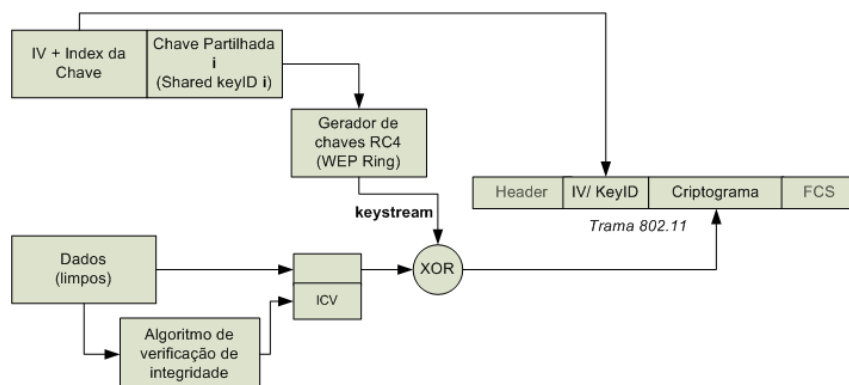 IV + Index da
Chave
Chave Partilhada
i
(Shared keyID i)
Gerador de
chaves RC4
(WEP Ring)
Header
IV/ KeyID
Criptograma
FCS
Trama 802.11
keystream
Dados
(limpos)
XOR
ICV
Algoritmo de
verificação de
integridade